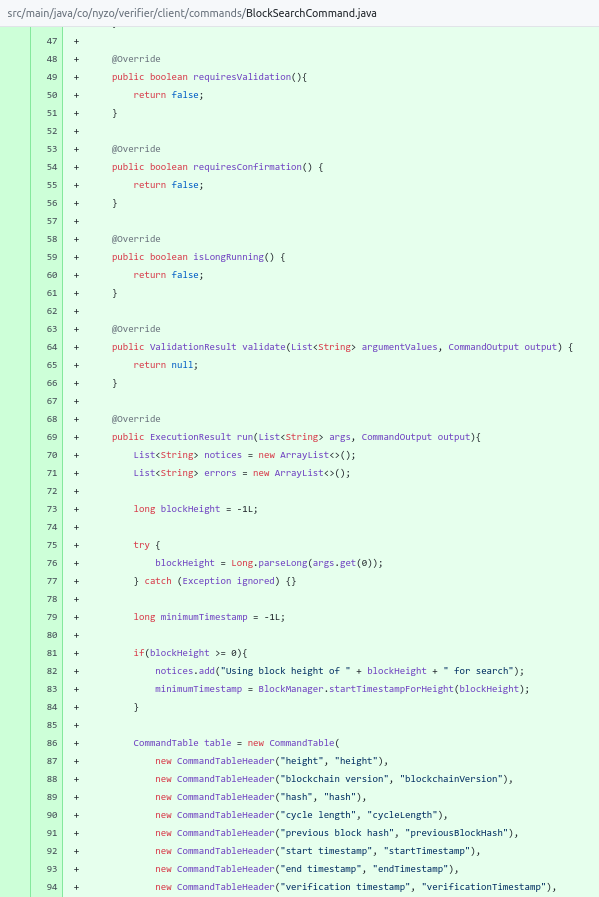 src/main/java/co/nyzo/verifier/client/commands/BlockSearchCommand.java
47 +
48 + @Override
49 + public boolean requiresValidation(){
50 + return false;
51 + }
52 +
53 + @Override
54 + public boolean requiresConfirmation() {
55 + return false;
56 + }
57 +
58 + @Override
59 + public boolean isLongRunning() {
60 + return false;
61 + }
62 +
63 + @Override
64 + public ValidationResult validate(List<String> argumentValues, CommandOutput output) {
65 + return null;
66 + }
67 +
68 + @Override
69 + public ExecutionResult run(List<String> args, CommandOutput output){
70 + List<String> notices = new ArrayList<>();
71 + List<String> errors = new ArrayList<>();
72 +
73 + long blockHeight = -1L;
74 +
75 + try {
76 + blockHeight = Long.parseLong(args.get(0));
77 + } catch (Exception ignored) {}
78 +
79 + long minimumTimestamp = -1L;
80 +
81 + if(blockHeight >= 0){
82 + notices.add("Using block height of " + blockHeight + " for search");
83 + minimumTimestamp = BlockManager.startTimestampForHeight(blockHeight);
84 + }
85 +
86 + CommandTable table = new CommandTable(
87 + new CommandTableHeader("height", "height"),
88 + new CommandTableHeader("blockchain version", "blockchainVersion"),
89 + new CommandTableHeader("hash", "hash"),
90 + new CommandTableHeader("cycle length", "cycleLength"),
91 + new CommandTableHeader("previous block hash", "previousBlockHash"),
92 + new CommandTableHeader("start timestamp", "startTimestamp"),
93 + new CommandTableHeader("end timestamp", "endTimestamp"),
94 + new CommandTableHeader("verification timestamp", "verificationTimestamp"),